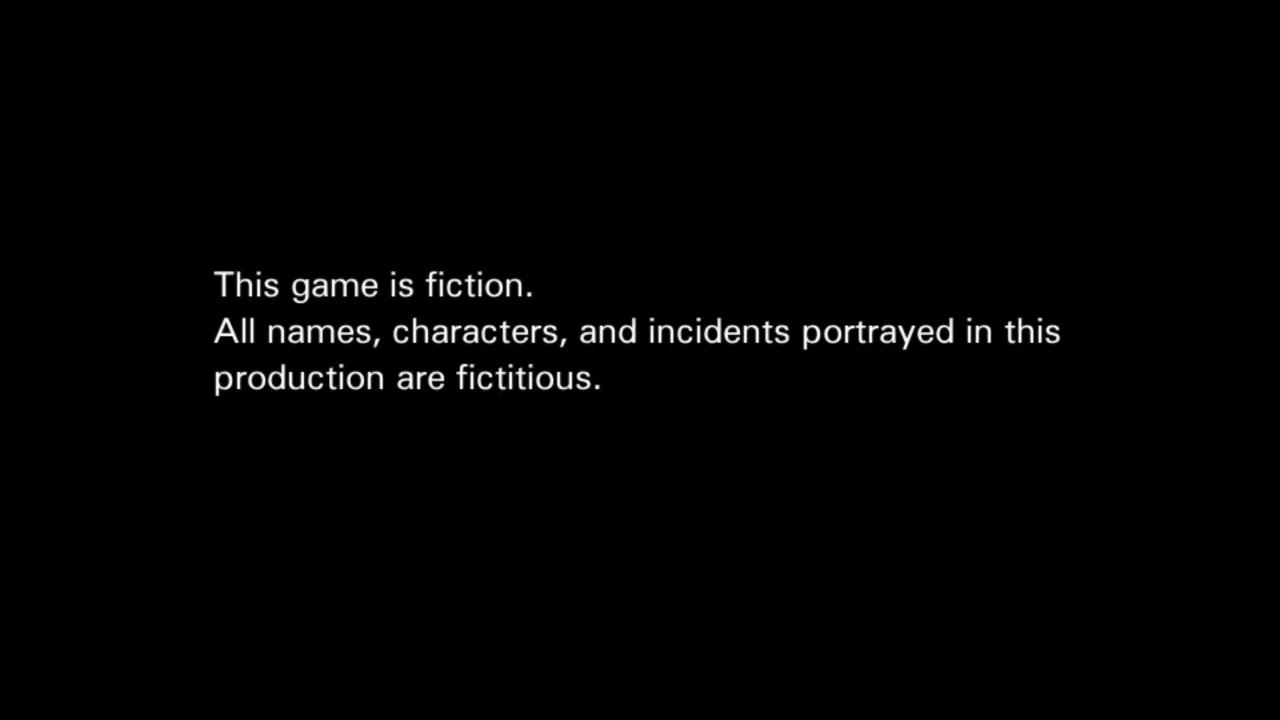 This game is fiction.
All names, characters, and incidents portrayed in this
production are fictitious.